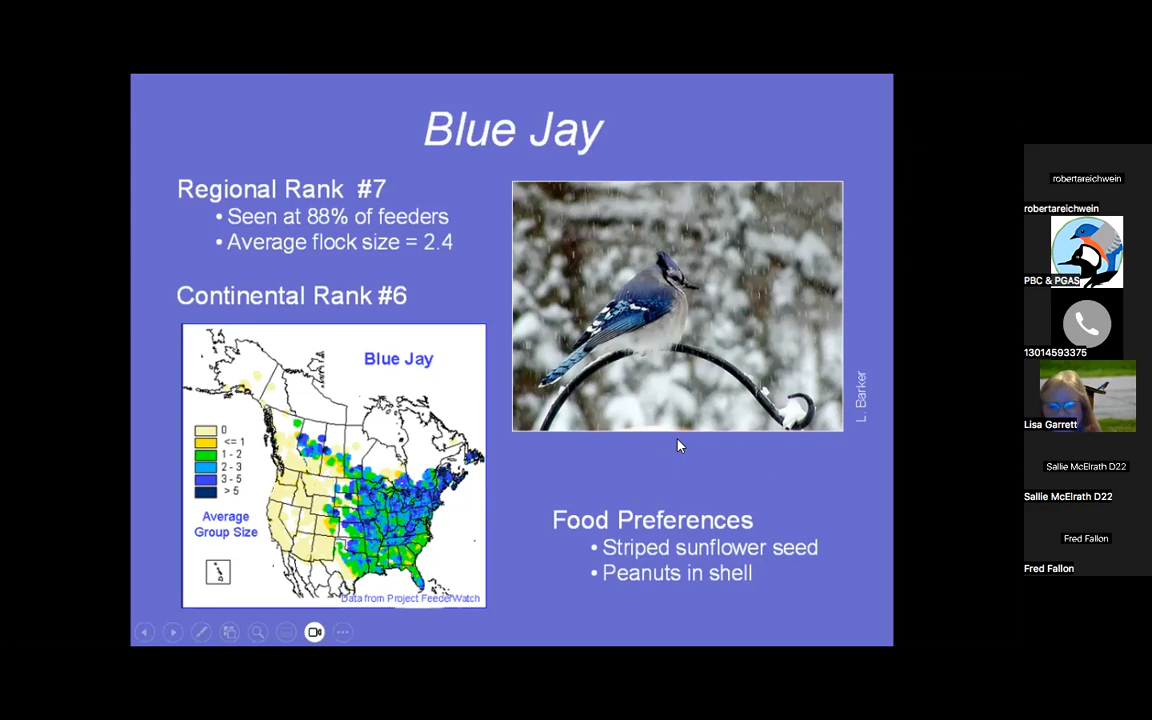 Blue Jay
Regional Rank #7
• Seen at 88% of feeders
• Average flock size = 2.4
Continental Rank #6
Blue Jay
0
<= 1
1 - 2
2 - 3
3 - 5
> 5
Average
Group Size
Data from Project FeederWatch
L. Barker
Food Preferences
• Striped sunflower seed
• Peanuts in shell
robertareichwein
robertareichwein
PBC & PGAS
13014593375
Lisa Garrett
Sallie McElrath D22
Sallie McElrath D22
Fred Fallon
Fred Fallon